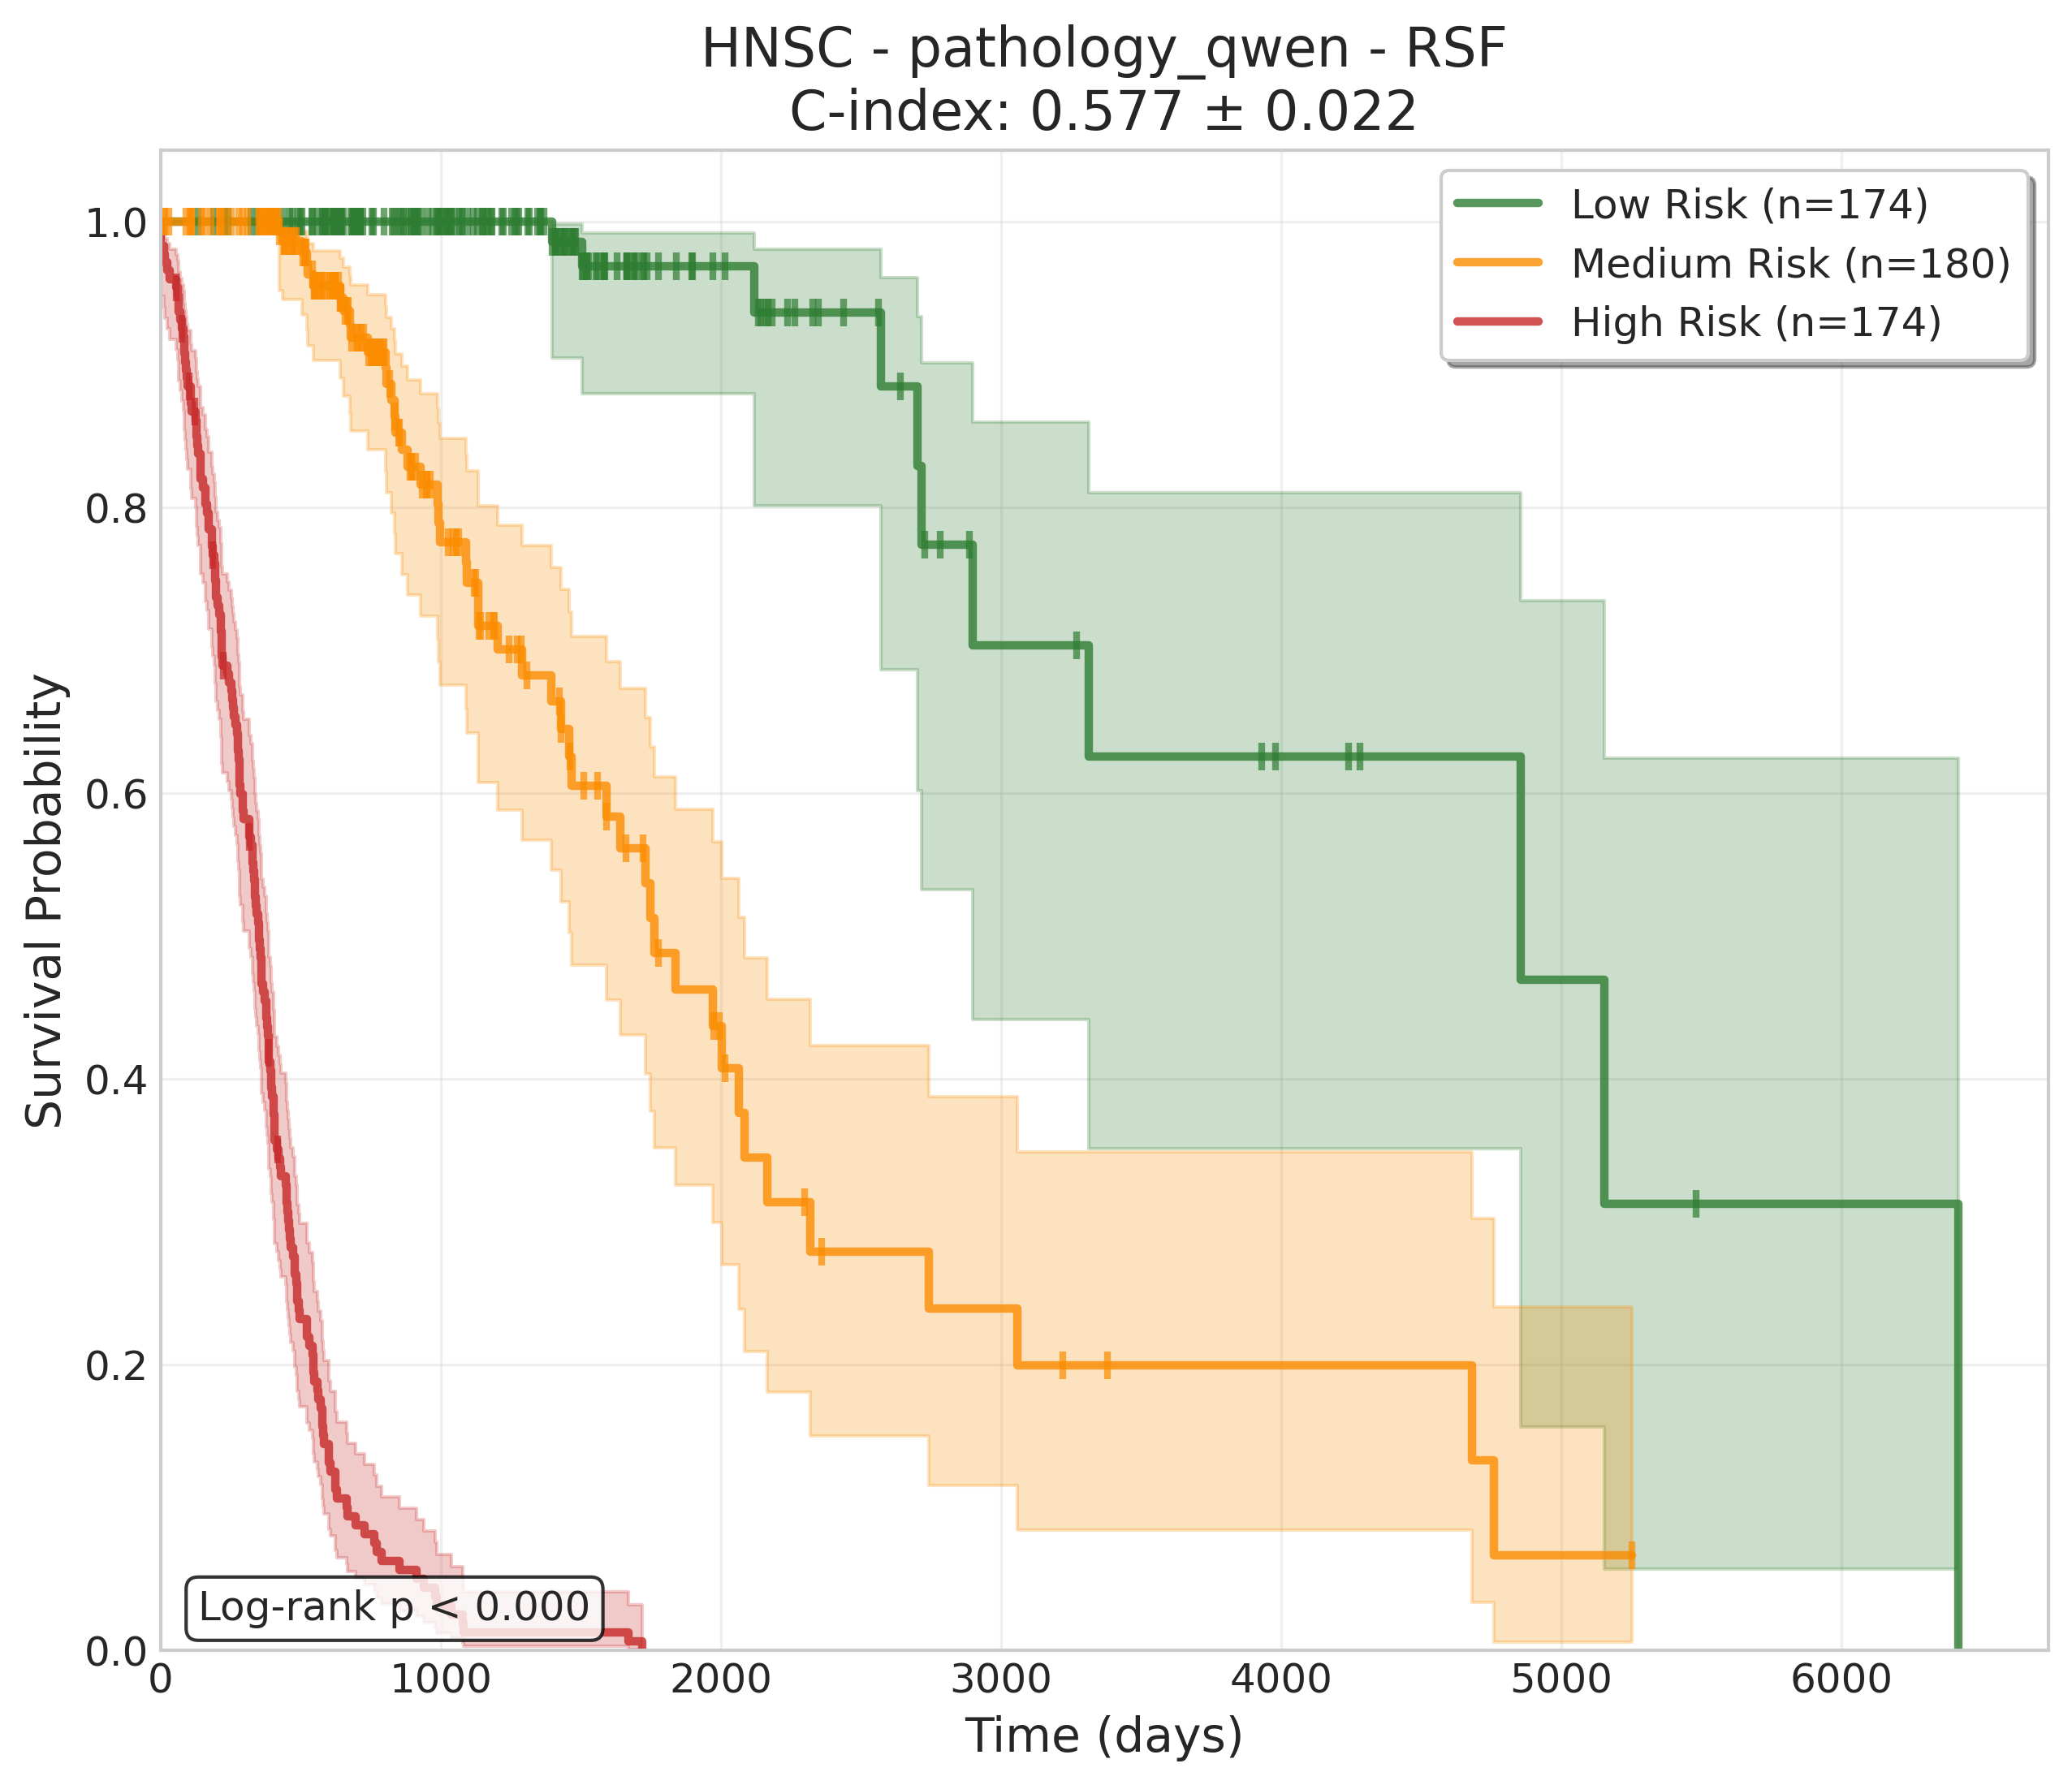 HNSC - pathology_qwen - RSF
C-index: 0.577 ± 0.022
Low Risk (n=174)
Medium Risk (n=180)
High Risk (n=174)
Survival Probability
1.0
0.8
0.6
0.4
0.2
0.0
Log-rank p < 0.000
0 1000 2000 3000 4000 5000 6000
Time (days)